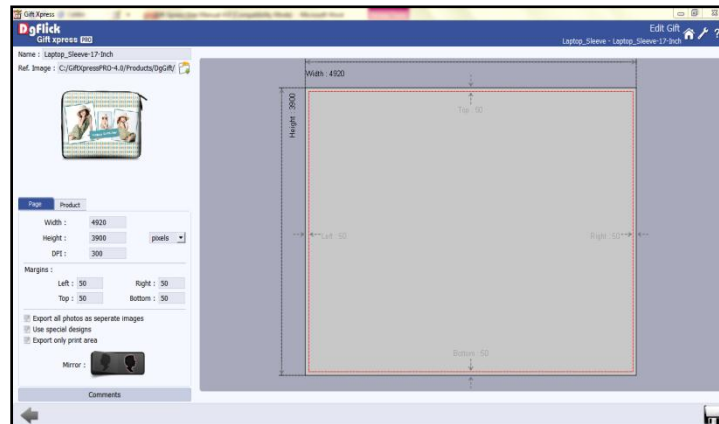 Gift Xpress
DgFlick
Gift xpress PRO
Edit Gift
Laptop_Sleeve - Laptop_Sleeve-17-Inch
Name : Laptop_Sleeve-17-Inch
Ref. Image : C:/GiftXpressPRO-4.0/Products/DgGift/
Page Product
Width : 4920
Height : 3900 pixels
DPI : 300
Margins :
Left : 50 Right : 50
Top : 50 Bottom : 50
Export all photos as seperate images
Use special designs
Export only print area
Mirror :
Comments
Width : 4920
Height : 3900
Top : 50
Left : 50
Right : 50
Bottom : 50